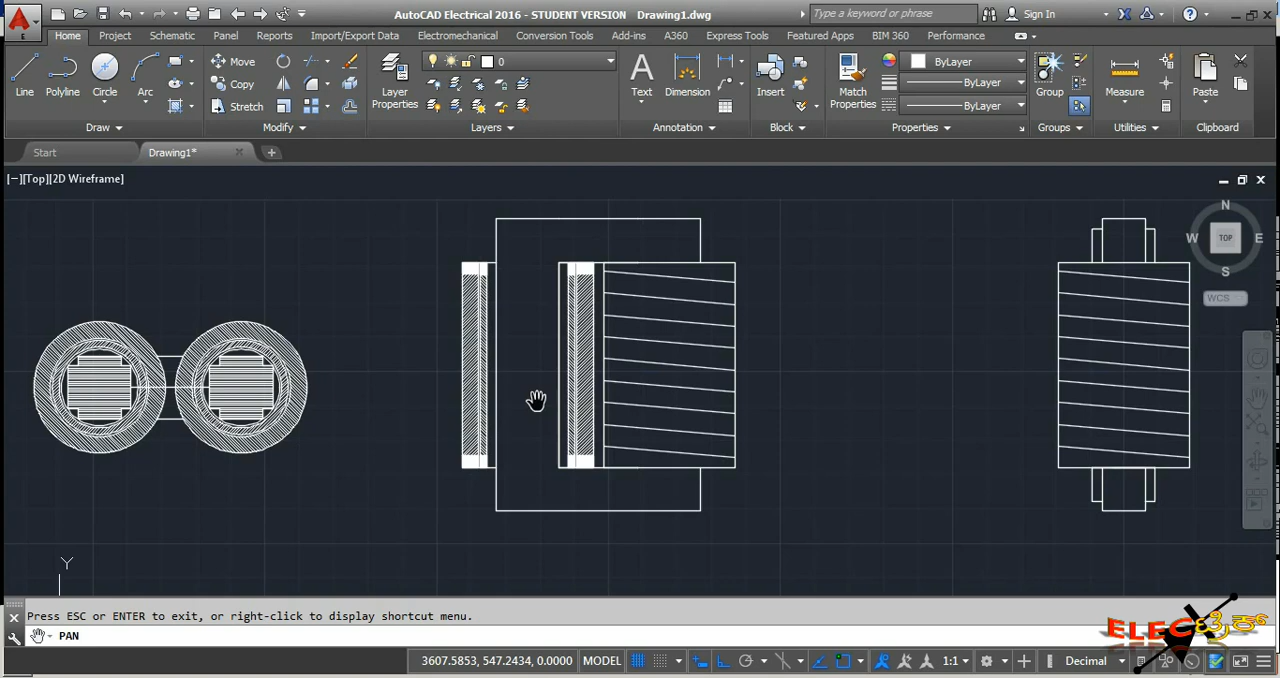 AutoCAD Electrical 2016 - STUDENT VERSION Drawing1.dwg
Type a keyword or phrase
Sign In
Home Project Schematic Panel Reports Import/Export Data Electromechanical Conversion Tools Add-ins A360 Express Tools Featured Apps BIM 360 Performance
Line Polyline Circle Arc
Move
Copy
Stretch
Layer
Properties
0
Text Dimension
Insert
Match
Properties
ByLayer
ByLayer
ByLayer
Group
Measure
Paste
Draw Modify Layers Annotation Block Properties Groups Utilities Clipboard
Start Drawing1*
[−][Top][2D Wireframe]
N
W TOP E
S
WCS
Y
Press ESC or ENTER to exit, or right-click to display shortcut menu.
PAN
3607.5853, 547.2434, 0.0000 MODEL 1:1 Decimal